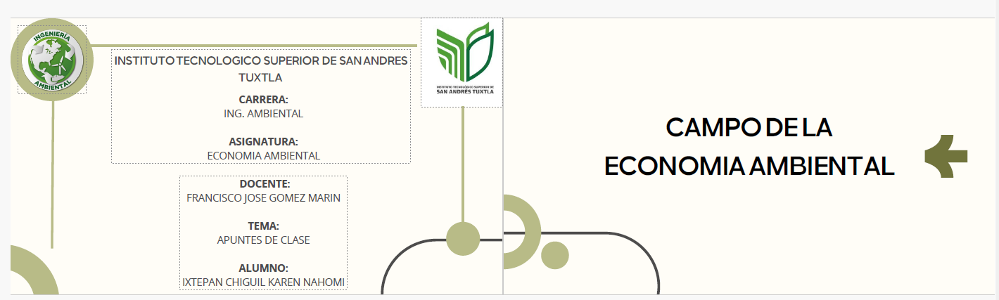 INGENIERÍA
AMBIENTAL
INSTITUTO TECNOLOGICO SUPERIOR DE SAN ANDRES
TUXTLA
CARRERA:
ING. AMBIENTAL
ASIGNATURA:
ECONOMIA AMBIENTAL
DOCENTE:
FRANCISCO JOSE GOMEZ MARIN
TEMA:
APUNTES DE CLASE
ALUMNO:
IXTEPAN CHIGUIL KAREN NAHOMI
INSTITUTO TECNOLÓGICO SUPERIOR DE
SAN ANDRÉS TUXTLA
CAMPO DE LA
ECONOMIA AMBIENTAL